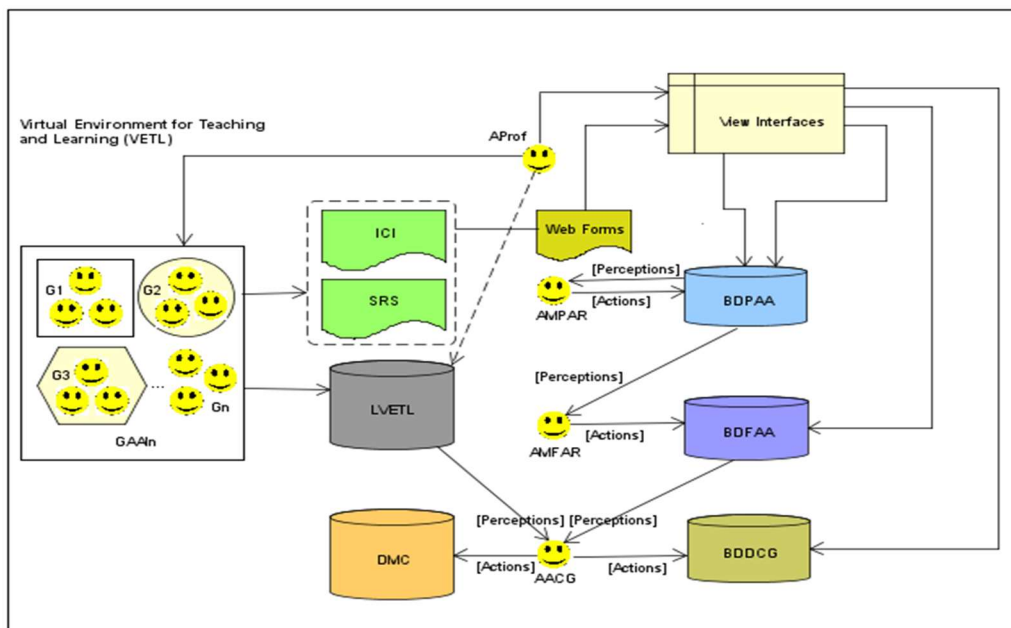 Virtual Environment for Teaching
and Learning (VETL)
AProf
View Interfaces
ICI
Web Forms
SRS
[Perceptions]
[Actions]
AMPAR
BDPAA
G1
G2
G3
...
Gn
GAAIn
LVETL
[Perceptions]
[Actions]
AMFAR
BDFAA
[Perceptions] [Perceptions]
DMC
[Actions]
AACG
[Actions]
BDDCG